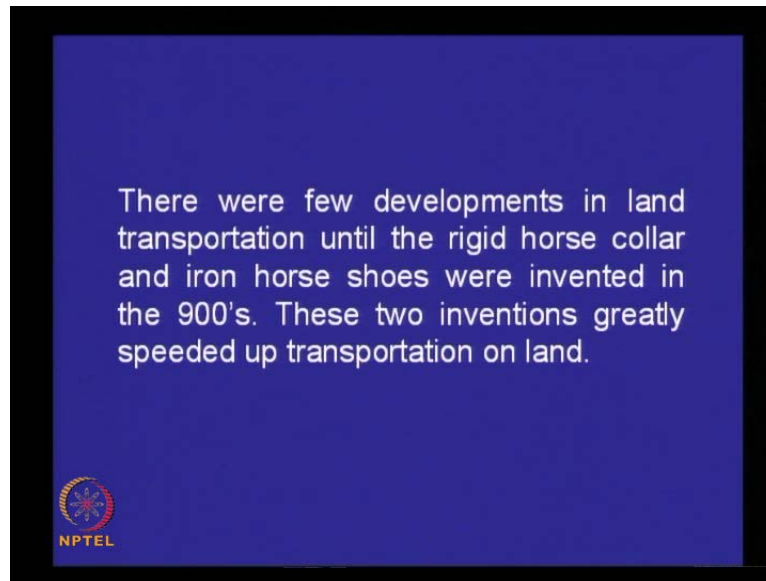 There were few developments in land
transportation until the rigid horse collar
and iron horse shoes were invented in
the 900's. These two inventions greatly
speeded up transportation on land.
NPTEL